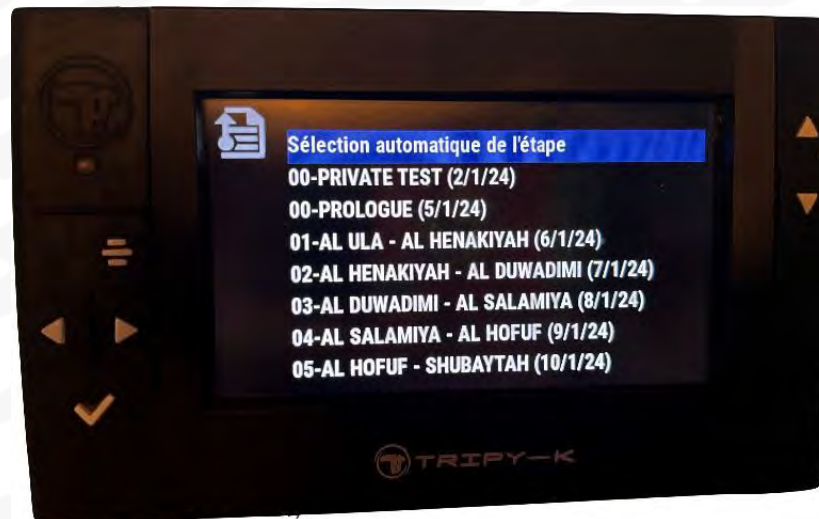 Sélection automatique de l'étape
00-PRIVATE TEST (2/1/24)
00-PROLOGUE (5/1/24)
01-AL ULA - AL HENAKIYAH (6/1/24)
02-AL HENAKIYAH - AL DUWADIMI (7/1/24)
03-AL DUWADIMI - AL SALAMIYA (8/1/24)
04-AL SALAMIYA - AL HOFUF (9/1/24)
05-AL HOFUF - SHUBAYTAH (10/1/24)
TRIPY-K